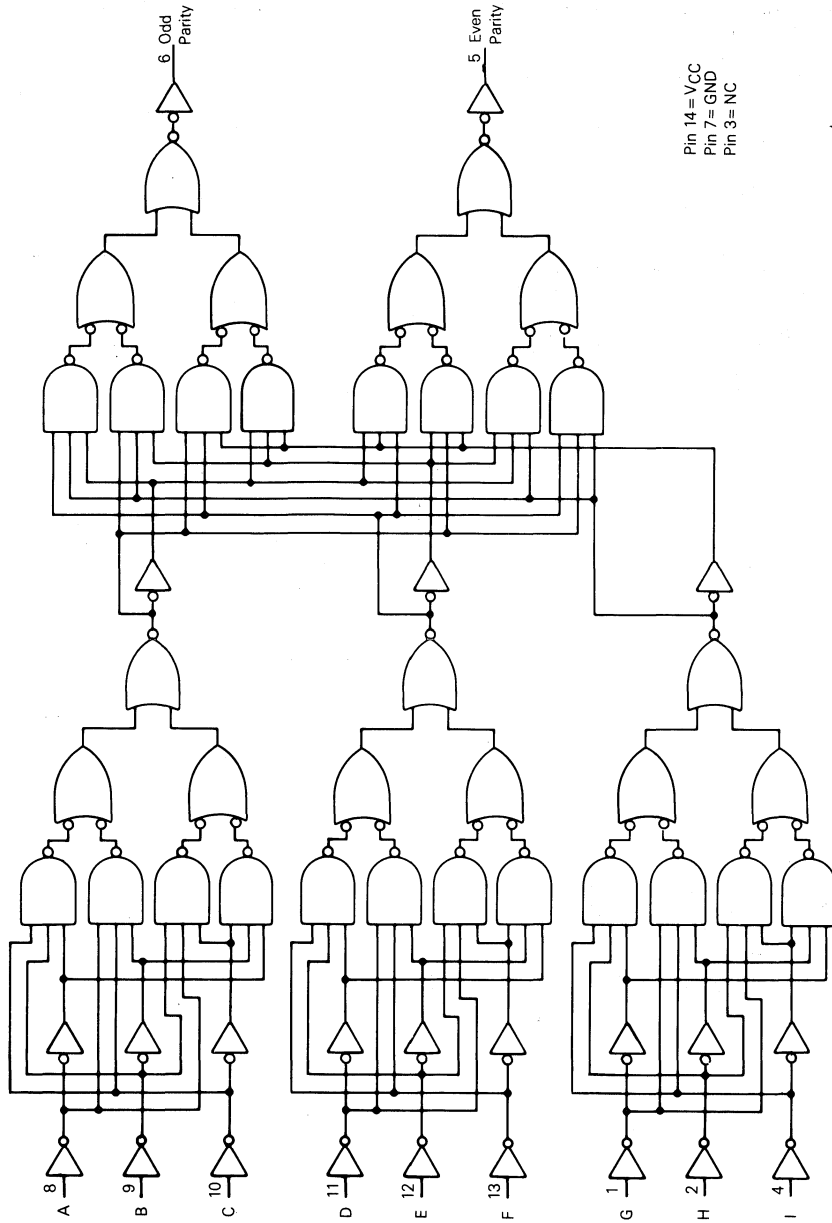 6 Odd
Parity
5 Even
Parity
Pin 14 = VCC
Pin 7 = GND
Pin 3 = NC
8
A
9
B
10
C
11
D
12
E
13
F
1
G
2
H
4
I